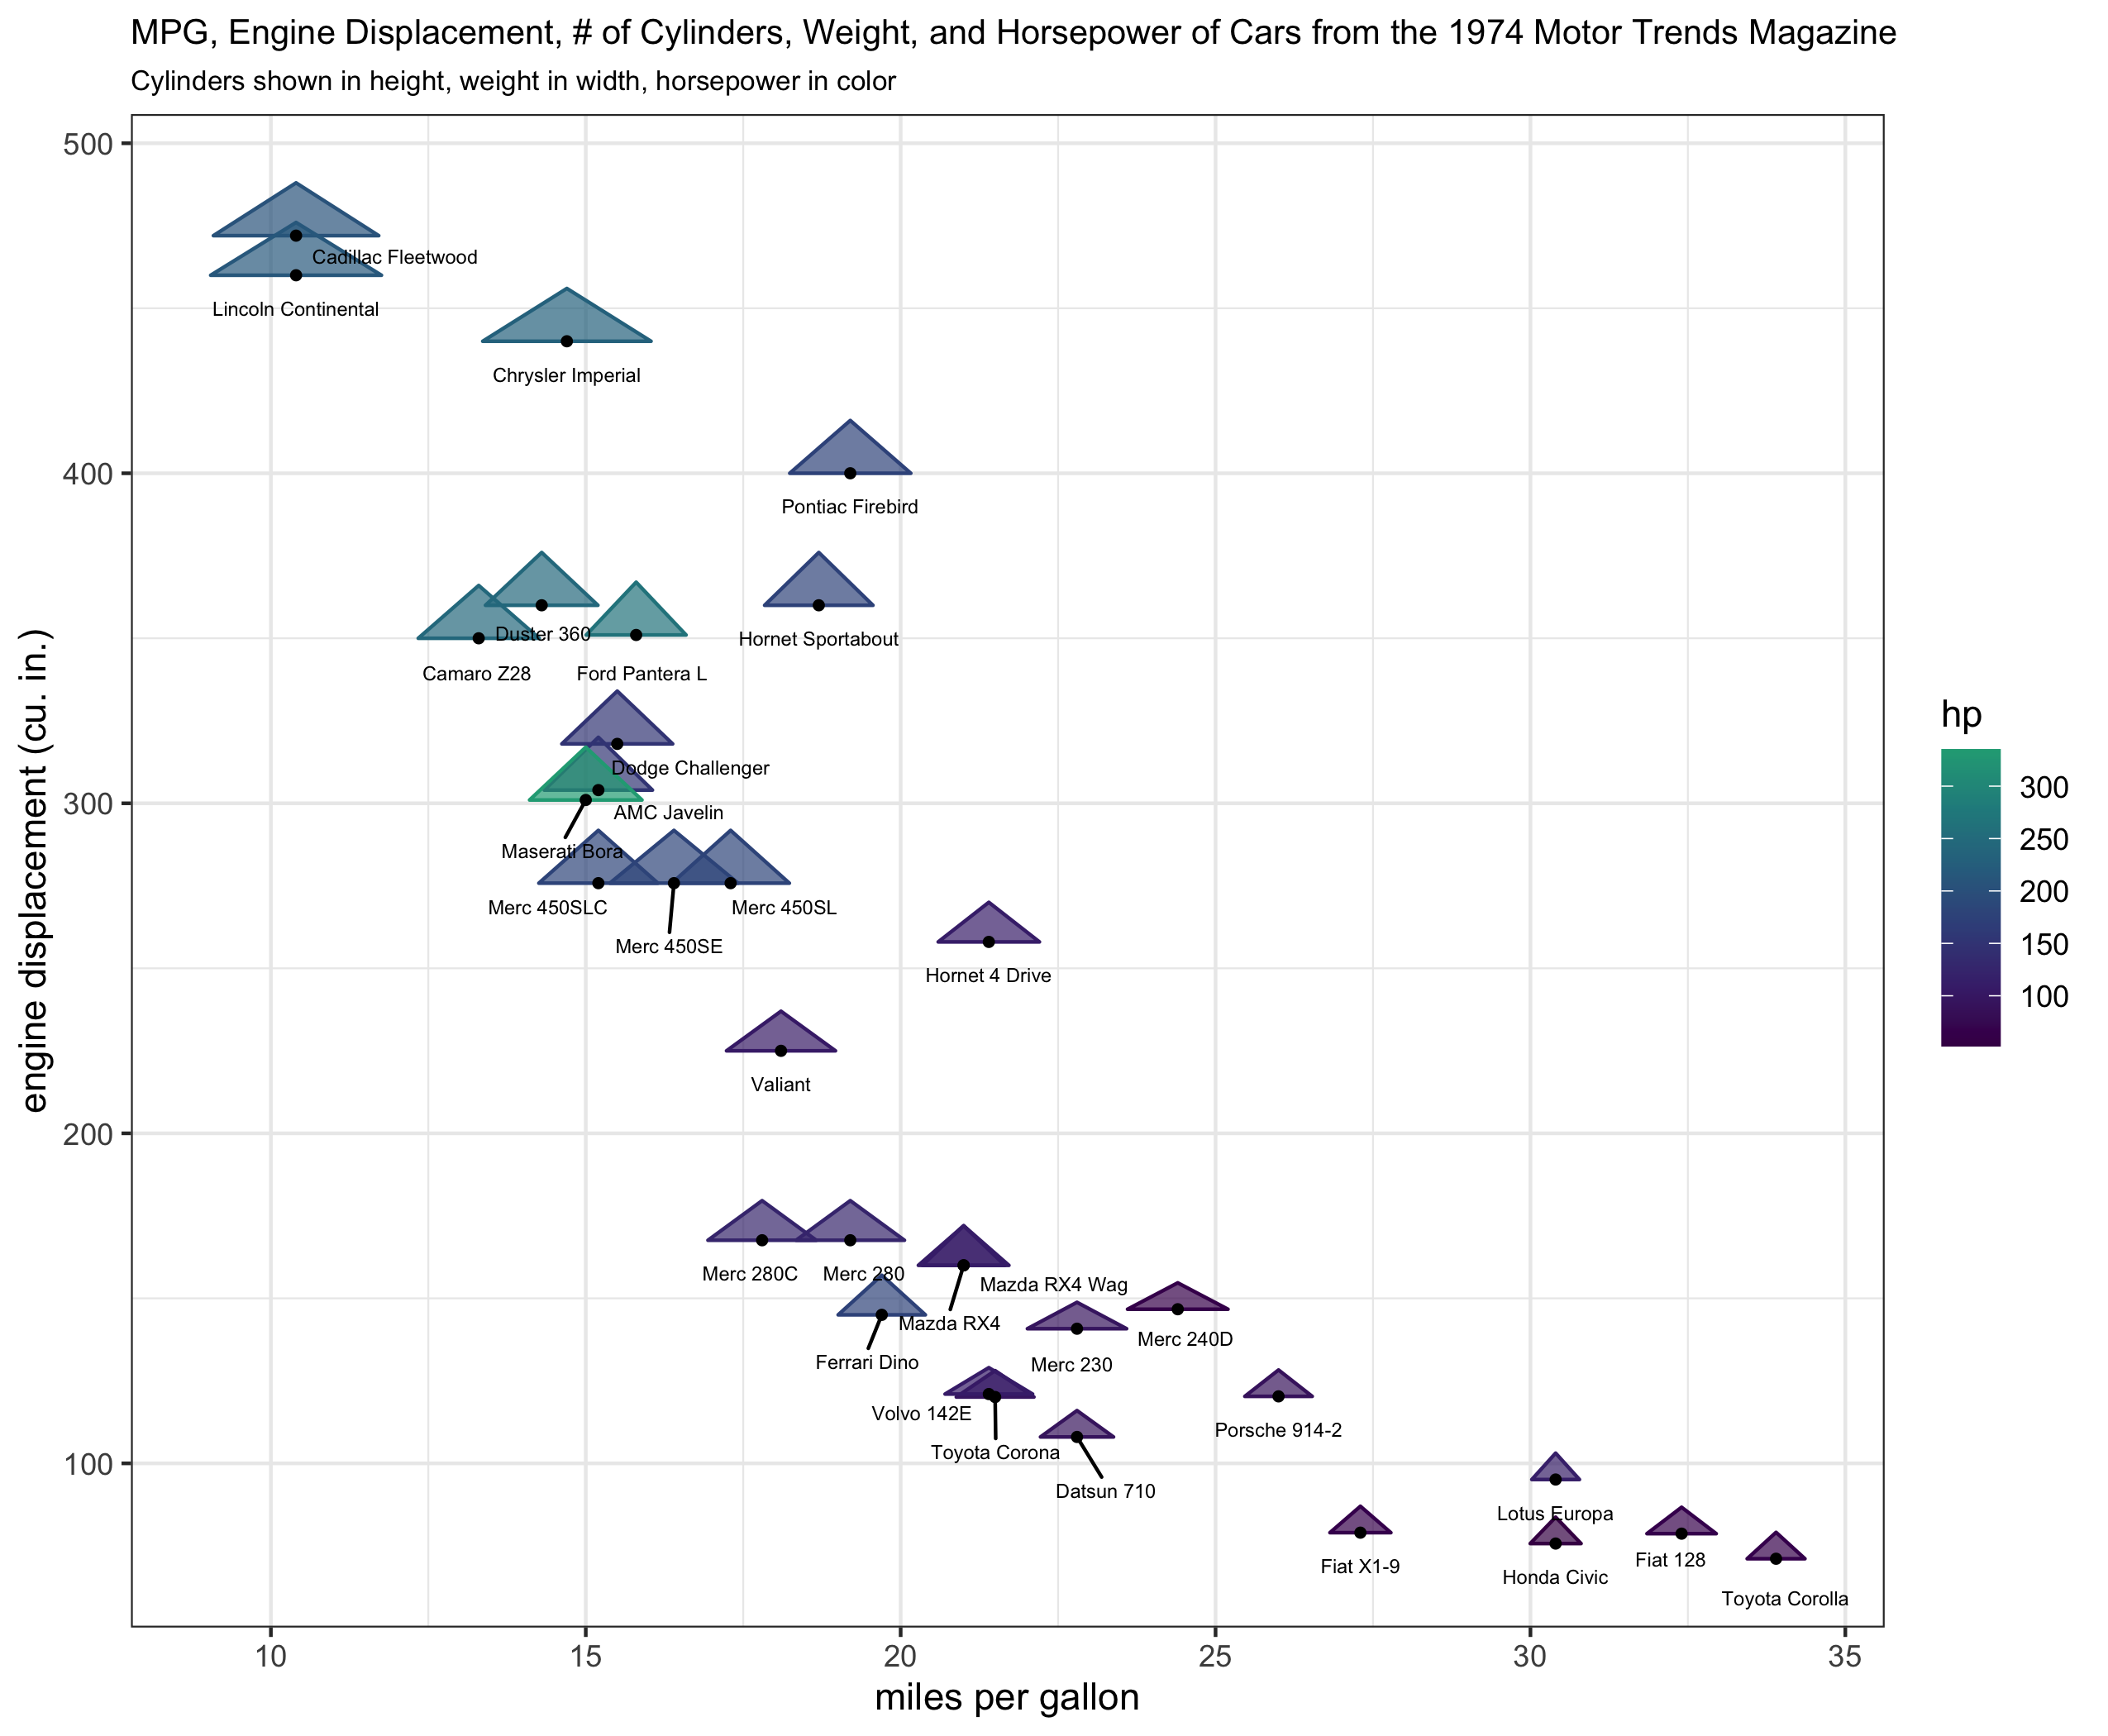 MPG, Engine Displacement, # of Cylinders, Weight, and Horsepower of Cars from the 1974 Motor Trends Magazine
Cylinders shown in height, weight in width, horsepower in color
engine displacement (cu. in.)
500
400
300
200
100
Cadillac Fleetwood
Lincoln Continental
Chrysler Imperial
Pontiac Firebird
Duster 360
Hornet Sportabout
Camaro Z28
Ford Pantera L
Dodge Challenger
AMC Javelin
Maserati Bora
Merc 450SLC
Merc 450SL
Merc 450SE
Hornet 4 Drive
Valiant
Merc 280C
Merc 280
Mazda RX4 Wag
Mazda RX4
Merc 240D
Ferrari Dino
Merc 230
Volvo 142E
Porsche 914-2
Toyota Corona
Datsun 710
Lotus Europa
Fiat X1-9
Fiat 128
Honda Civic
Toyota Corolla
10
15
20
25
30
35
miles per gallon
hp
300
250
200
150
100